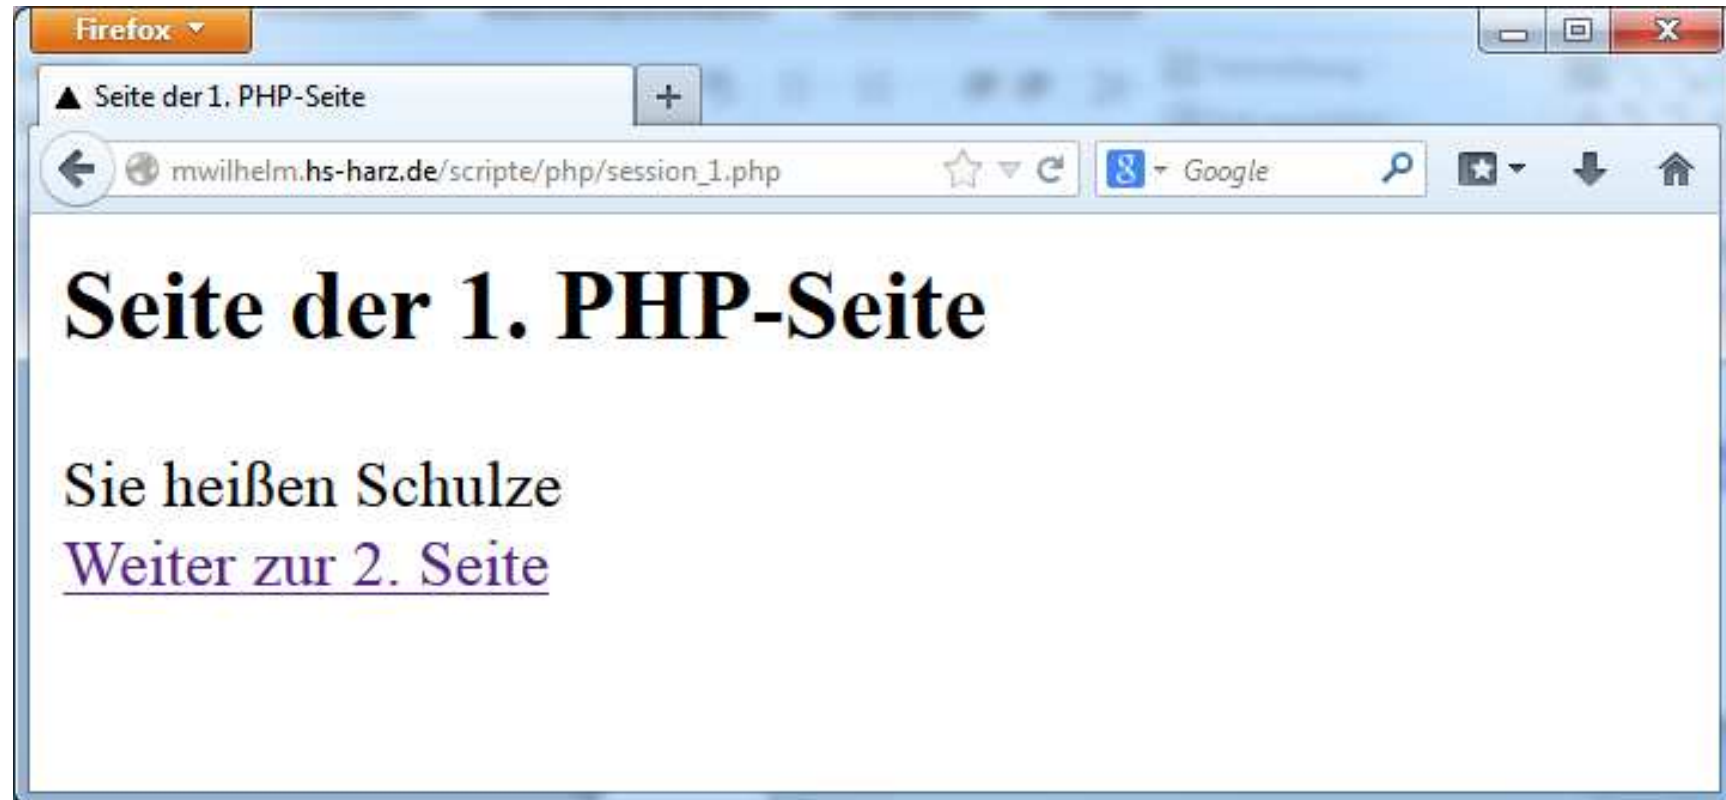 Firefox
Seite der 1. PHP-Seite
mwilhelm.hs-harz.de/scripte/php/session_1.php
8 Google
Seite der 1. PHP-Seite
Sie heißen Schulze
Weiter zur 2. Seite